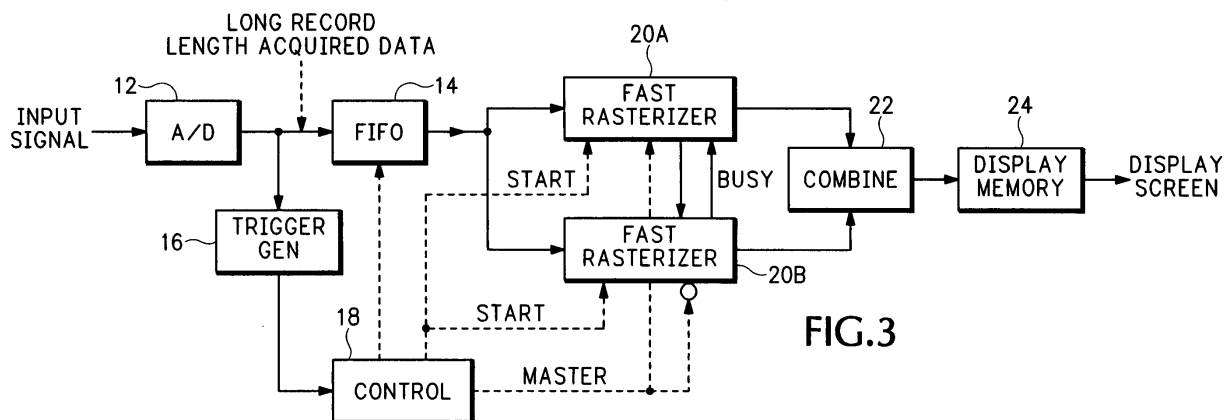 LONG RECORD
LENGTH ACQUIRED DATA
INPUT
SIGNAL
12
A/D
14
FIFO
16
TRIGGER
GEN
18
CONTROL
START
START
MASTER
20A
FAST
RASTERIZER
BUSY
FAST
RASTERIZER
20B
22
COMBINE
24
DISPLAY
MEMORY
DISPLAY
SCREEN
FIG.3